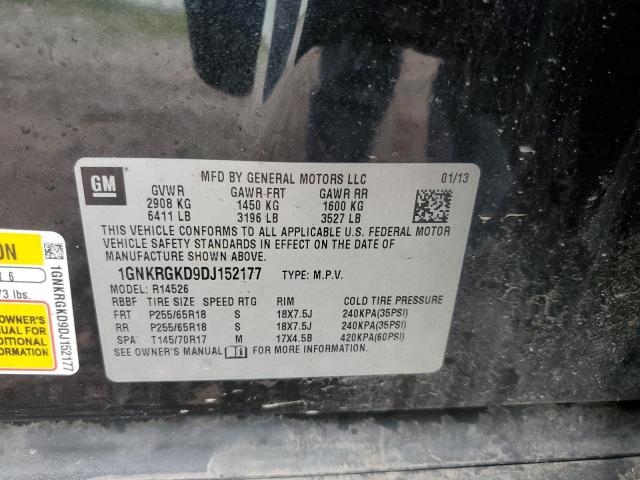 GM
MFD BY GENERAL MOTORS LLC 01/13
GVWR GAWR FRT GAWR RR
2908 KG 1450 KG 1600 KG
6411 LB 3196 LB 3527 LB
THIS VEHICLE CONFORMS TO ALL APPLICABLE U.S. FEDERAL MOTOR
VEHICLE SAFETY STANDARDS IN EFFECT ON THE DATE OF
MANUFACTURE SHOWN ABOVE.
1GNKRGKD9DJ152177 TYPE: M.P.V.
MODEL: R14526
RBBF TIRE SIZE SPEED RTG RIM COLD TIRE PRESSURE
FRT P255/65R18 S 18X7.5J 240KPA(35PSI)
RR P255/65R18 S 18X7.5J 240KPA(35PSI)
SPA T145/70R17 M 17X4.5B 420KPA(60PSI)
SEE OWNER'S MANUAL FOR MORE INFORMATION.
ON
6
lbs.
OWNER'S
MANUAL FOR
ADDITIONAL
INFORMATION
1GNKRGKD9DJ152177